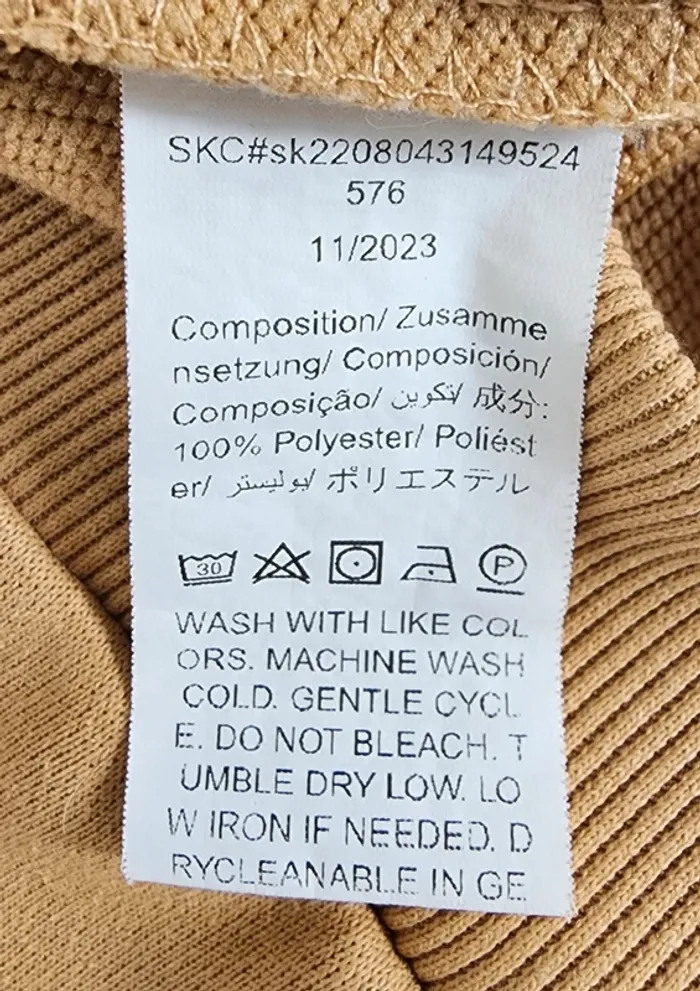 SKC#sk2208043149524
576
11/2023
Composition/ Zusamme
nsetzung/ Composición/
Composição/ تكوين/ 成分:
100% Polyester/ Poliést
er/ بوليستر/ ポリエステル
30 P
WASH WITH LIKE COL
ORS. MACHINE WASH
COLD. GENTLE CYCL
E. DO NOT BLEACH. T
UMBLE DRY LOW. LO
W IRON IF NEEDED. D
RYCLEANABLE IN GE